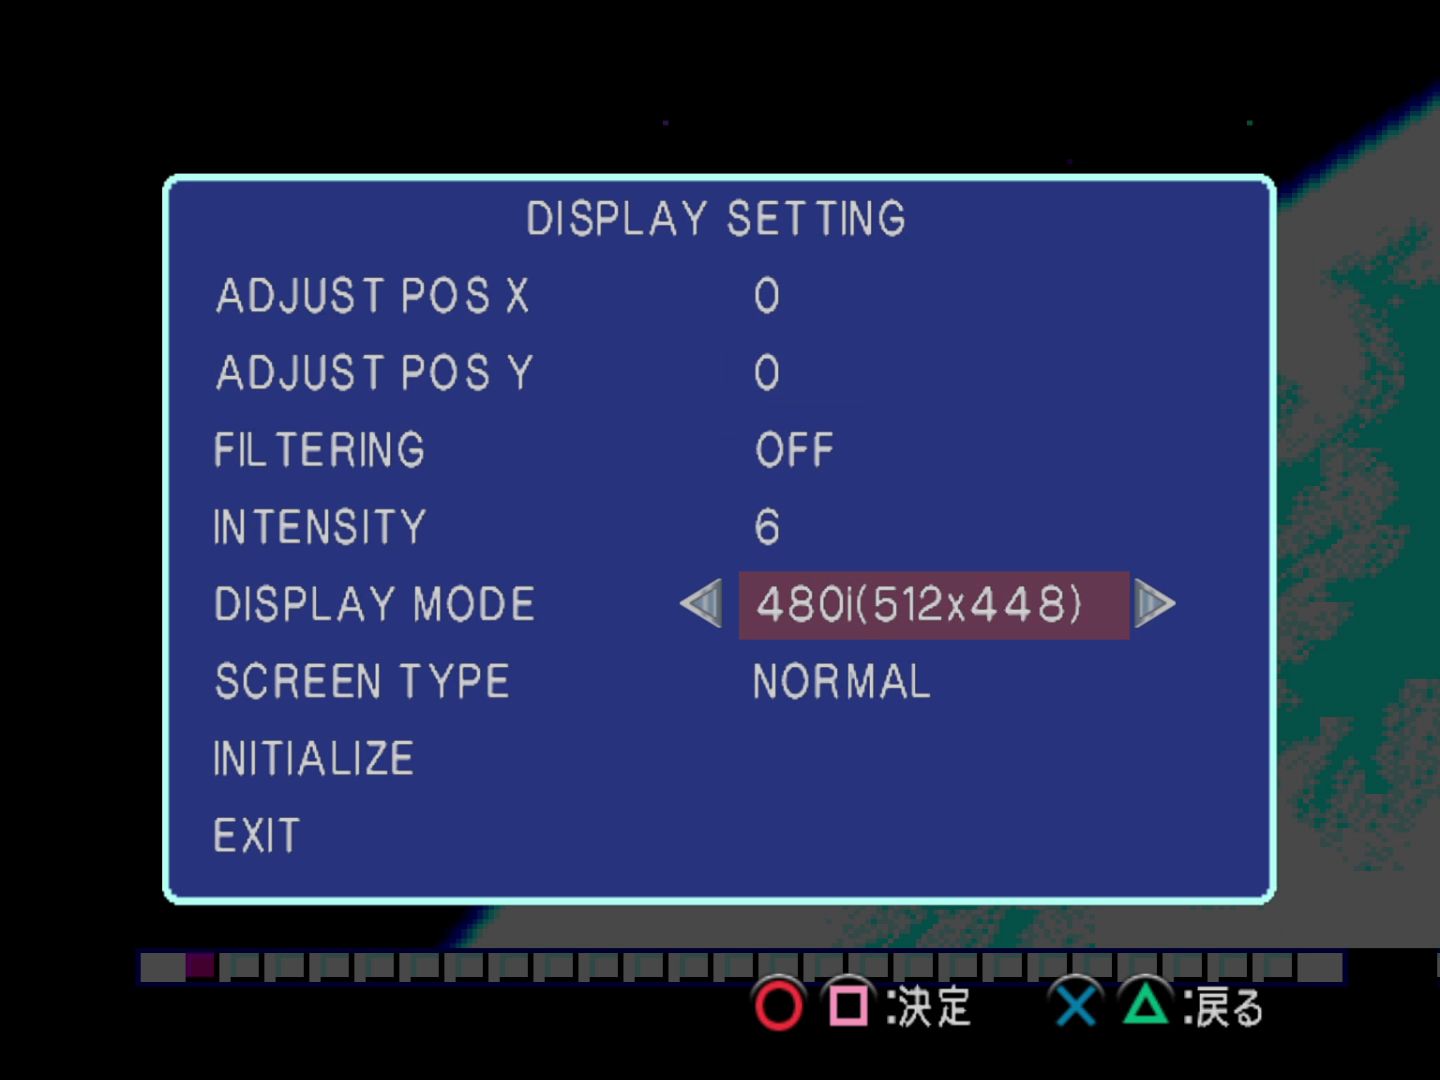 DISPLAY SETTING
ADJUST POS X 0
ADJUST POS Y 0
FILTERING OFF
INTENSITY 6
DISPLAY MODE 480i(512x448)
SCREEN TYPE NORMAL
INITIALIZE
EXIT
:決定 :戻る